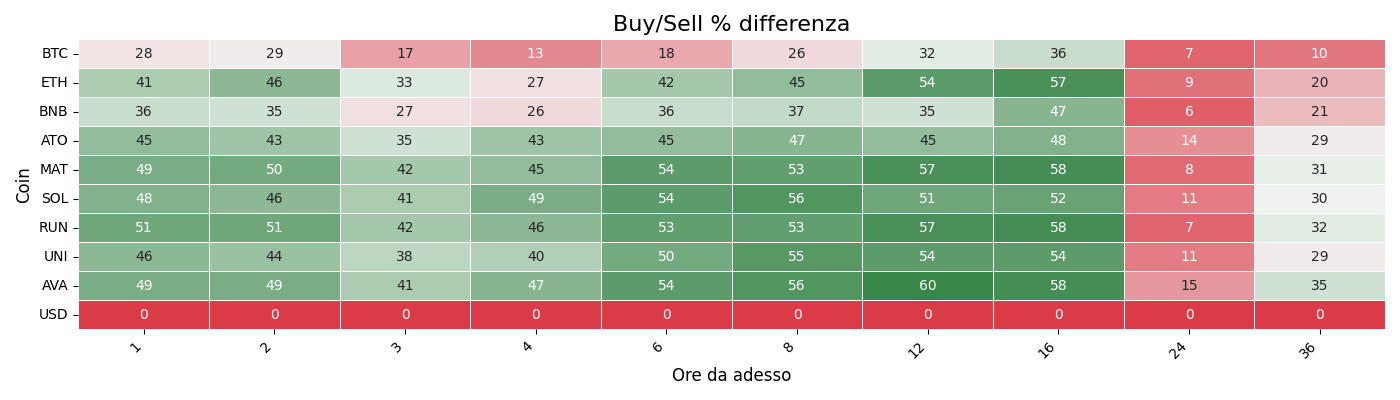 Buy/Sell % differenza
Coin
BTC 28 29 17 13 18 26 32 36 7 10
ETH 41 46 33 27 42 45 54 57 9 20
BNB 36 35 27 26 36 37 35 47 6 21
ATO 45 43 35 43 45 47 45 48 14 29
MAT 49 50 42 45 54 53 57 58 8 31
SOL 48 46 41 49 54 56 51 52 11 30
RUN 51 51 42 46 53 53 57 58 7 32
UNI 46 44 38 40 50 55 54 54 11 29
AVA 49 49 41 47 54 56 60 58 15 35
USD 0 0 0 0 0 0 0 0 0 0
1 2 3 4 6 8 12 16 24 36
Ore da adesso